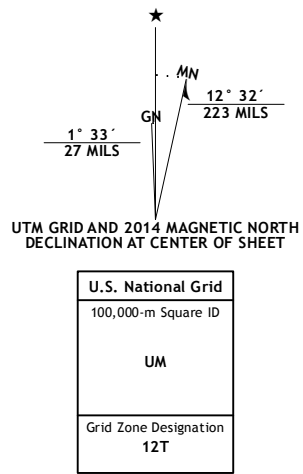 ★
MN
GN
12° 32´
223 MILS
1° 33´
27 MILS
UTM GRID AND 2014 MAGNETIC NORTH
DECLINATION AT CENTER OF SHEET
U.S. National Grid
100,000-m Square ID
UM
Grid Zone Designation
12T